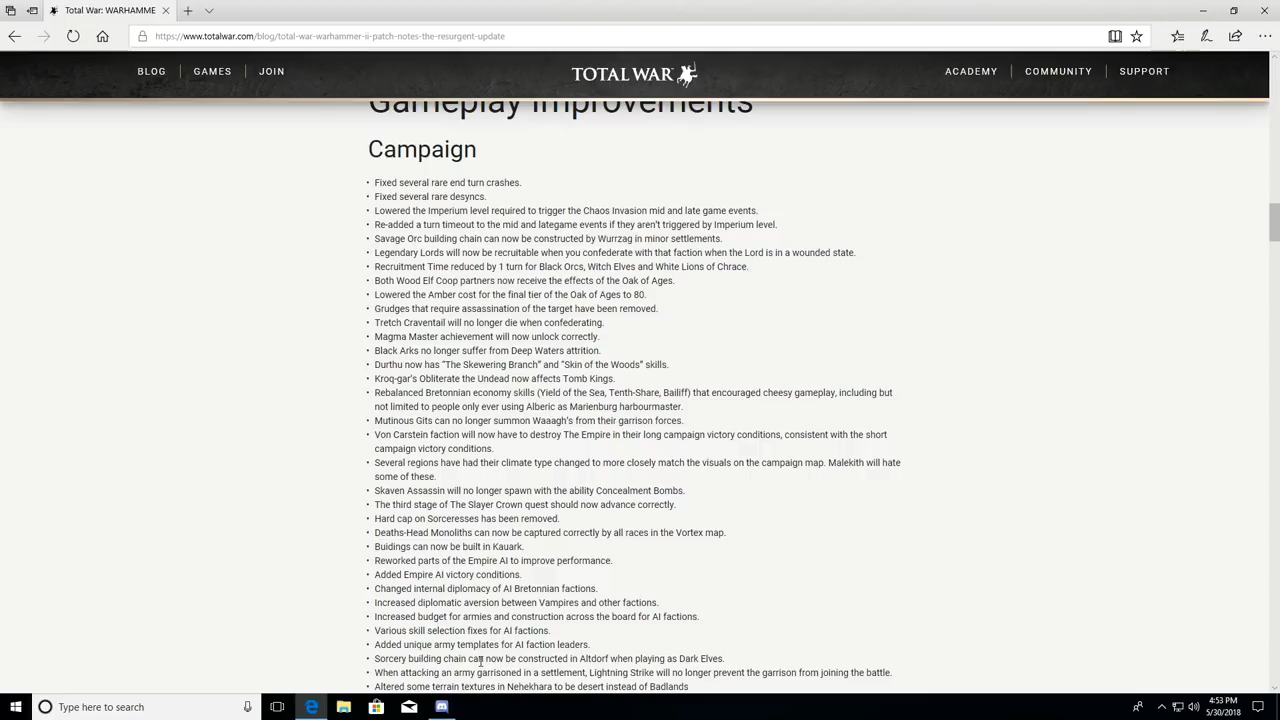 Total War: WARHAMME
https://www.totalwar.com/blog/total-war-warhammer-ii-patch-notes-the-resurgent-update
BLOG GAMES JOIN TOTAL WAR ACADEMY COMMUNITY SUPPORT
Gameplay Improvements
Campaign
• Fixed several rare end turn crashes.
• Fixed several rare desyncs.
• Lowered the Imperium level required to trigger the Chaos Invasion mid and late game events.
• Re-added a turn timeout to the mid and lategame events if they aren't triggered by Imperium level.
• Savage Orc building chain can now be constructed by Wurrzag in minor settlements.
• Legendary Lords will now be recruitable when you confederate with that faction when the Lord is in a wounded state.
• Recruitment Time reduced by 1 turn for Black Orcs, Witch Elves and White Lions of Chrace.
• Both Wood Elf Coop partners now receive the effects of the Oak of Ages.
• Lowered the Amber cost for the final tier of the Oak of Ages to 80.
• Grudges that require assassination of the target have been removed.
• Tretch Craventail will no longer die when confederating.
• Magma Master achievement will now unlock correctly.
• Black Arks no longer suffer from Deep Waters attrition.
• Durthu now has “The Skewering Branch” and “Skin of the Woods” skills.
• Kroq-gar's Obliterate the Undead now affects Tomb Kings.
• Rebalanced Bretonnian economy skills (Yield of the Sea, Tenth-Share, Bailiff) that encouraged cheesy gameplay, including but
not limited to people only ever using Alberic as Marienburg harbourmaster.
• Mutinous Gits can no longer summon Waaagh's from their garrison forces.
• Von Carstein faction will now have to destroy The Empire in their long campaign victory conditions, consistent with the short
campaign victory conditions.
• Several regions have had their climate type changed to more closely match the visuals on the campaign map. Malekith will hate
some of these.
• Skaven Assassin will no longer spawn with the ability Concealment Bombs.
• The third stage of The Slayer Crown quest should now advance correctly.
• Hard cap on Sorceresses has been removed.
• Deaths-Head Monoliths can now be captured correctly by all races in the Vortex map.
• Buidings can now be built in Kauark.
• Reworked parts of the Empire AI to improve performance.
• Added Empire AI victory conditions.
• Changed internal diplomacy of AI Bretonnian factions.
• Increased diplomatic aversion between Vampires and other factions.
• Increased budget for armies and construction across the board for AI factions.
• Various skill selection fixes for AI factions.
• Added unique army templates for AI faction leaders.
• Sorcery building chain can now be constructed in Altdorf when playing as Dark Elves.
• When attacking an army garrisoned in a settlement, Lightning Strike will no longer prevent the garrison from joining the battle.
• Altered some terrain textures in Nehekhara to be desert instead of Badlands
Type here to search
4:53 PM
5/30/2018